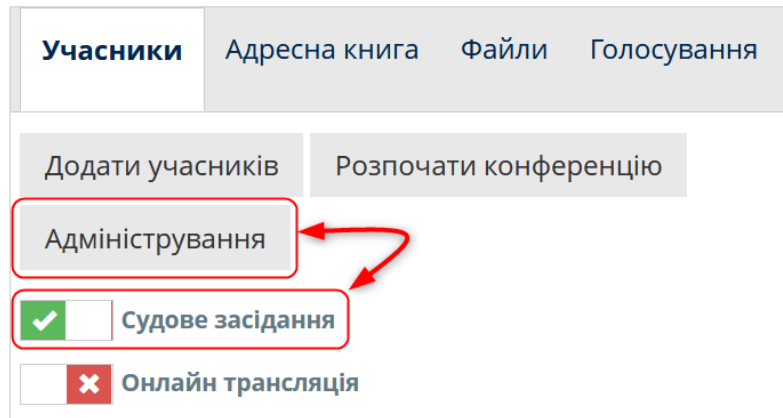 Учасники Адресна книга Файли Голосування
Додати учасників Розпочати конференцію
Адміністрування
Судове засідання
Онлайн трансляція